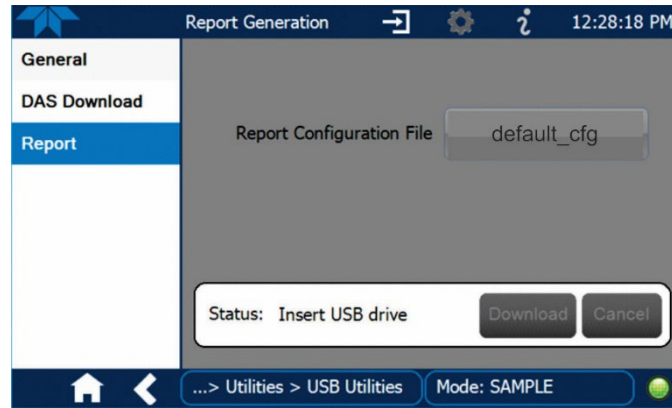 Report Generation 12:28:18 PM
General
DAS Download
Report
Report Configuration File default_cfg
Status: Insert USB drive Download Cancel
...> Utilities > USB Utilities Mode: SAMPLE